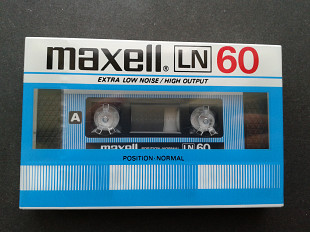 maxell® LN 60
EXTRA LOW NOISE / HIGH OUTPUT
A
maxell LN 60
POSITION·NORMAL